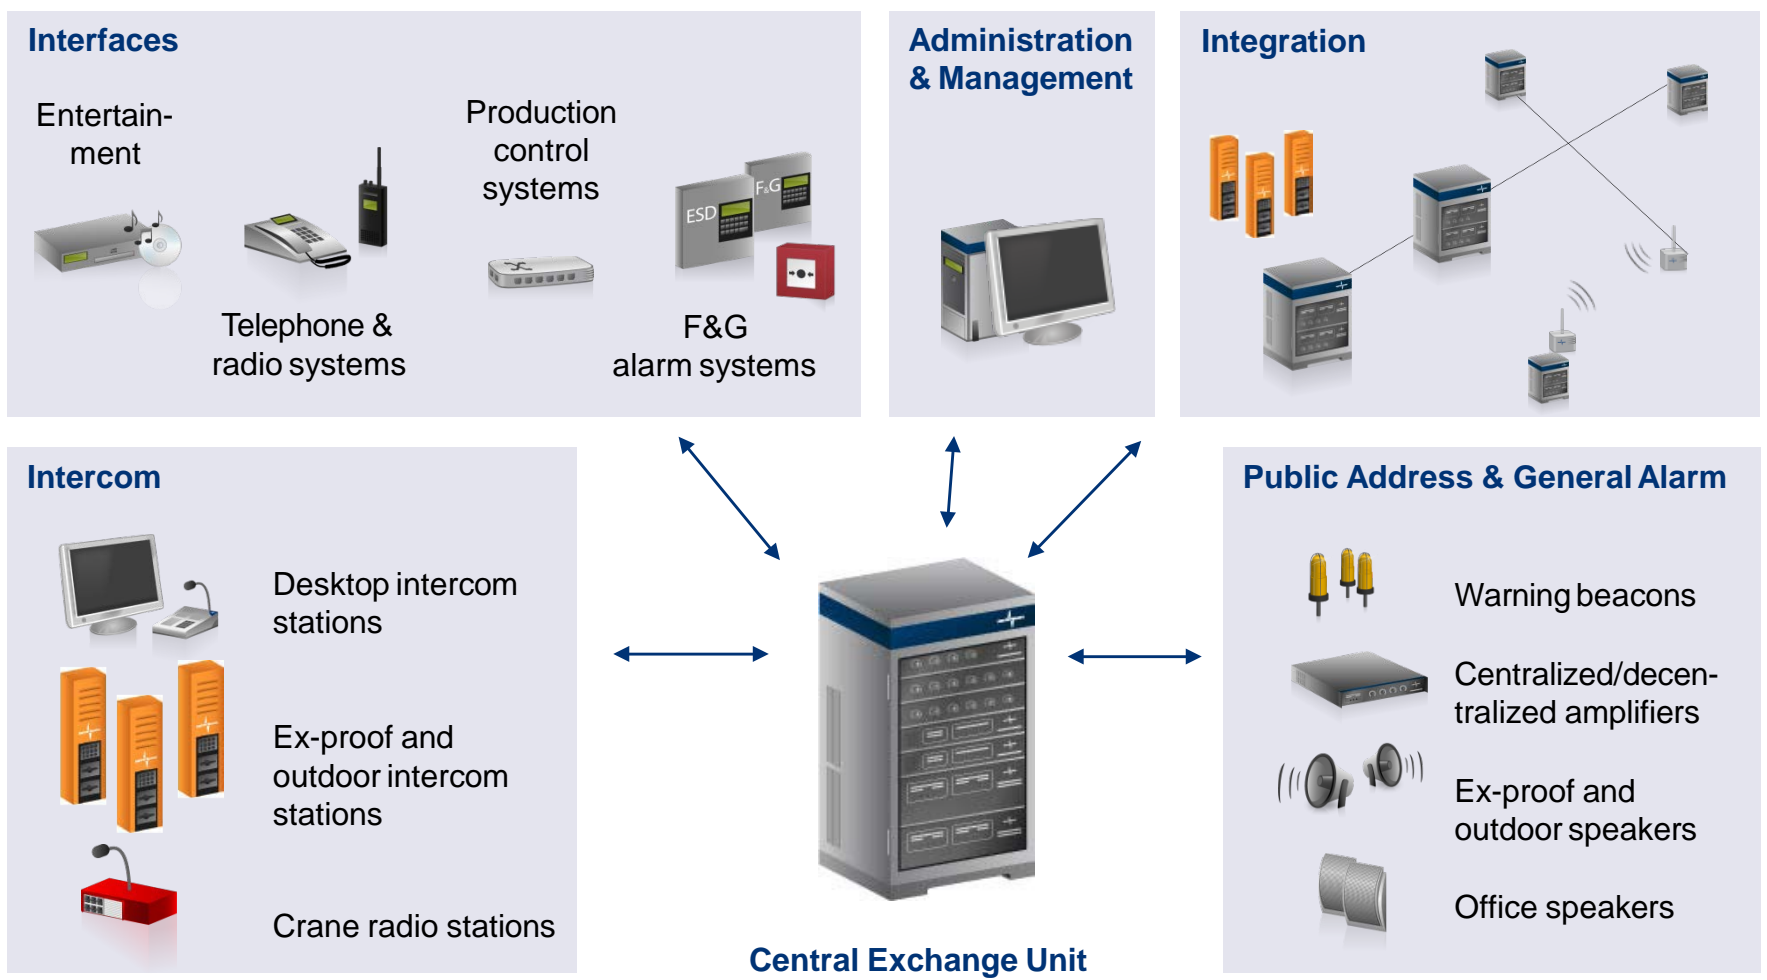 Interfaces
Entertain-
ment
Telephone &
radio systems
Production
control
systems
ESD
F&G
F&G
alarm systems
Administration
& Management
Integration
Intercom
Desktop intercom
stations
Ex-proof and
outdoor intercom
stations
Crane radio stations
Central Exchange Unit
Public Address & General Alarm
Warning beacons
Centralized/decen-
tralized amplifiers
Ex-proof and
outdoor speakers
Office speakers